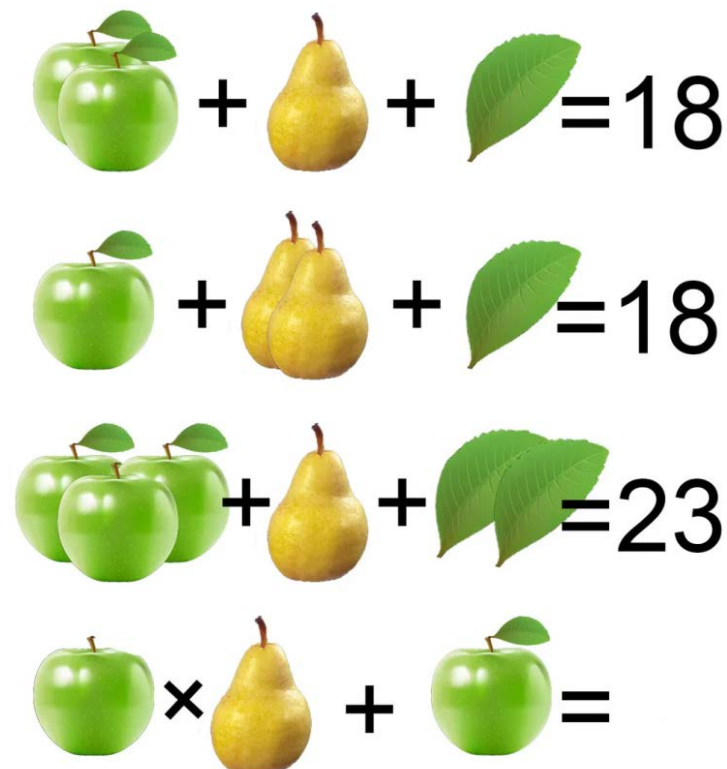 + + =18
+ + =18
+ + =23
× + =